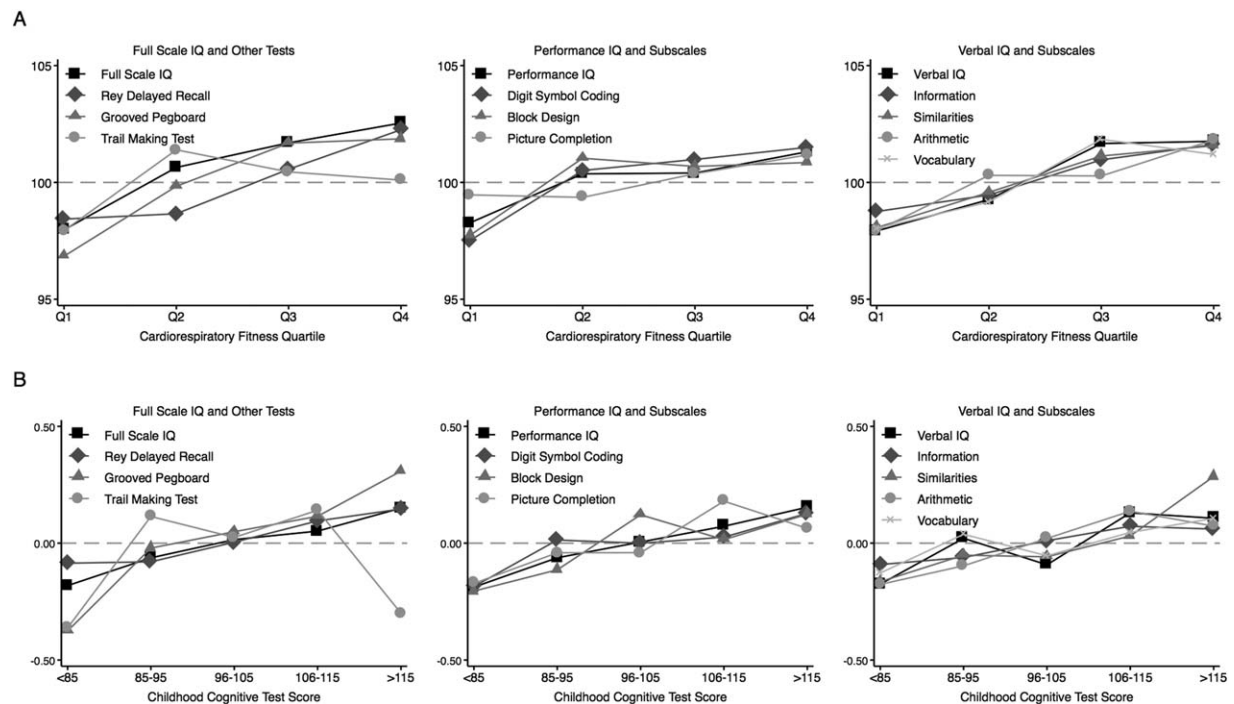 A
Full Scale IQ and Other Tests
105
Full Scale IQ
Rey Delayed Recall
Grooved Pegboard
Trail Making Test
100
95
Q1 Q2 Q3 Q4
Cardiorespiratory Fitness Quartile
Performance IQ and Subscales
105
Performance IQ
Digit Symbol Coding
Block Design
Picture Completion
100
95
Q1 Q2 Q3 Q4
Cardiorespiratory Fitness Quartile
Verbal IQ and Subscales
105
Verbal IQ
Information
Similarities
Arithmetic
Vocabulary
100
95
Q1 Q2 Q3 Q4
Cardiorespiratory Fitness Quartile
B
Full Scale IQ and Other Tests
0.50
Full Scale IQ
Rey Delayed Recall
Grooved Pegboard
Trail Making Test
0.00
-0.50
<85 85-95 96-105 106-115 >115
Childhood Cognitive Test Score
Performance IQ and Subscales
0.50
Performance IQ
Digit Symbol Coding
Block Design
Picture Completion
0.00
-0.50
<85 85-95 96-105 106-115 >115
Childhood Cognitive Test Score
Verbal IQ and Subscales
0.50
Verbal IQ
Information
Similarities
Arithmetic
Vocabulary
0.00
-0.50
<85 85-95 96-105 106-115 >115
Childhood Cognitive Test Score